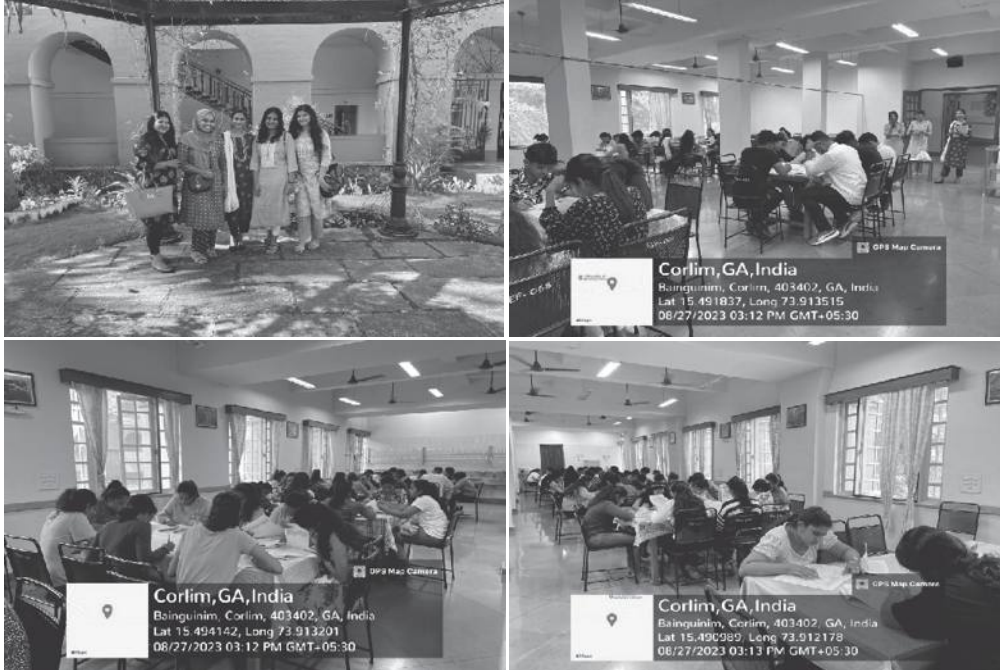 GPS Map Camera
Corlim,GA,India
Bainguinim, Corlim, 403402, GA, India
Lat 15.491837, Long 73.913515
08/27/2023 03:12 PM GMT+05:30
GPS Map Camera
Corlim,GA,India
Bainguinim, Corlim, 403402, GA, India
Lat 15.494142, Long 73.913201
08/27/2023 03:12 PM GMT+05:30
GPS Map Camera
Corlim,GA,India
Bainguinim, Corlim, 403402, GA, India
Lat 15.490989, Long 73.912178
08/27/2023 03:13 PM GMT+05:30